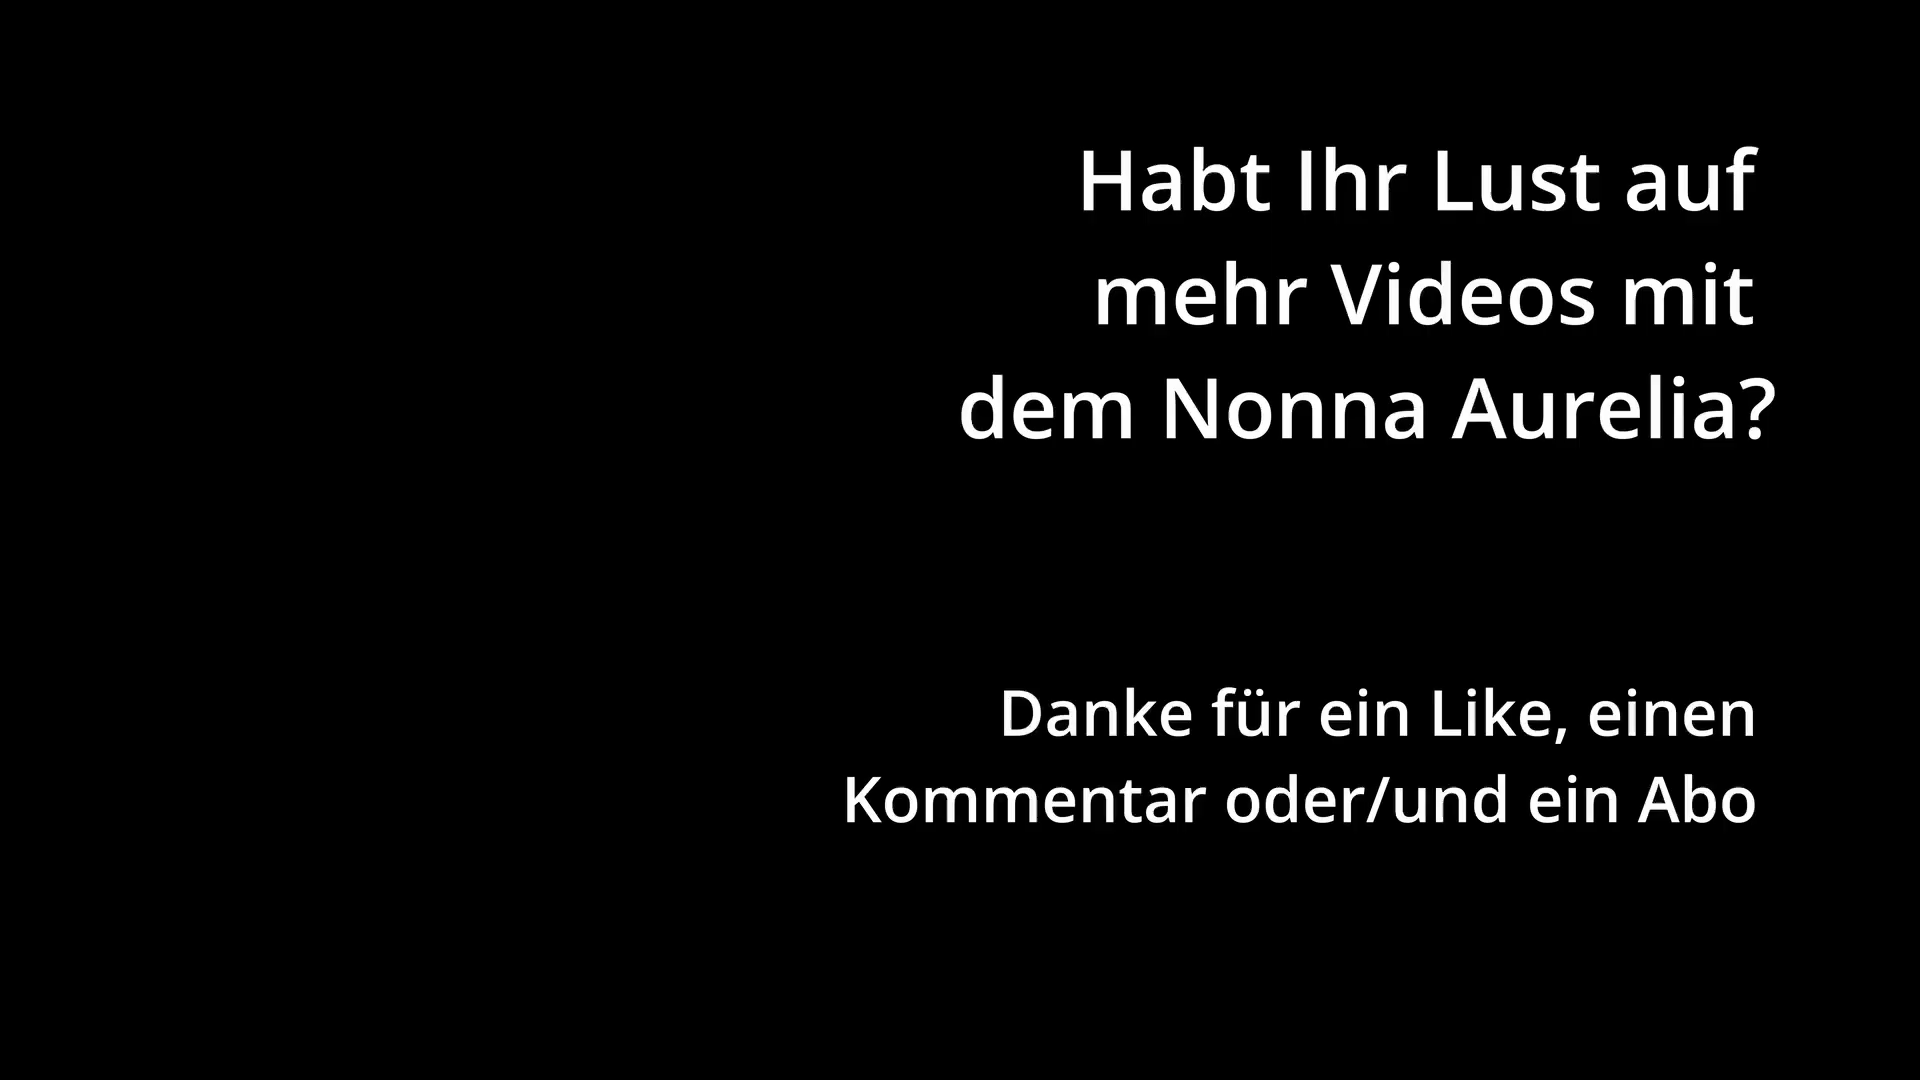 Habt Ihr Lust auf
mehr Videos mit
dem Nonna Aurelia?
Danke für ein Like, einen
Kommentar oder/und ein Abo